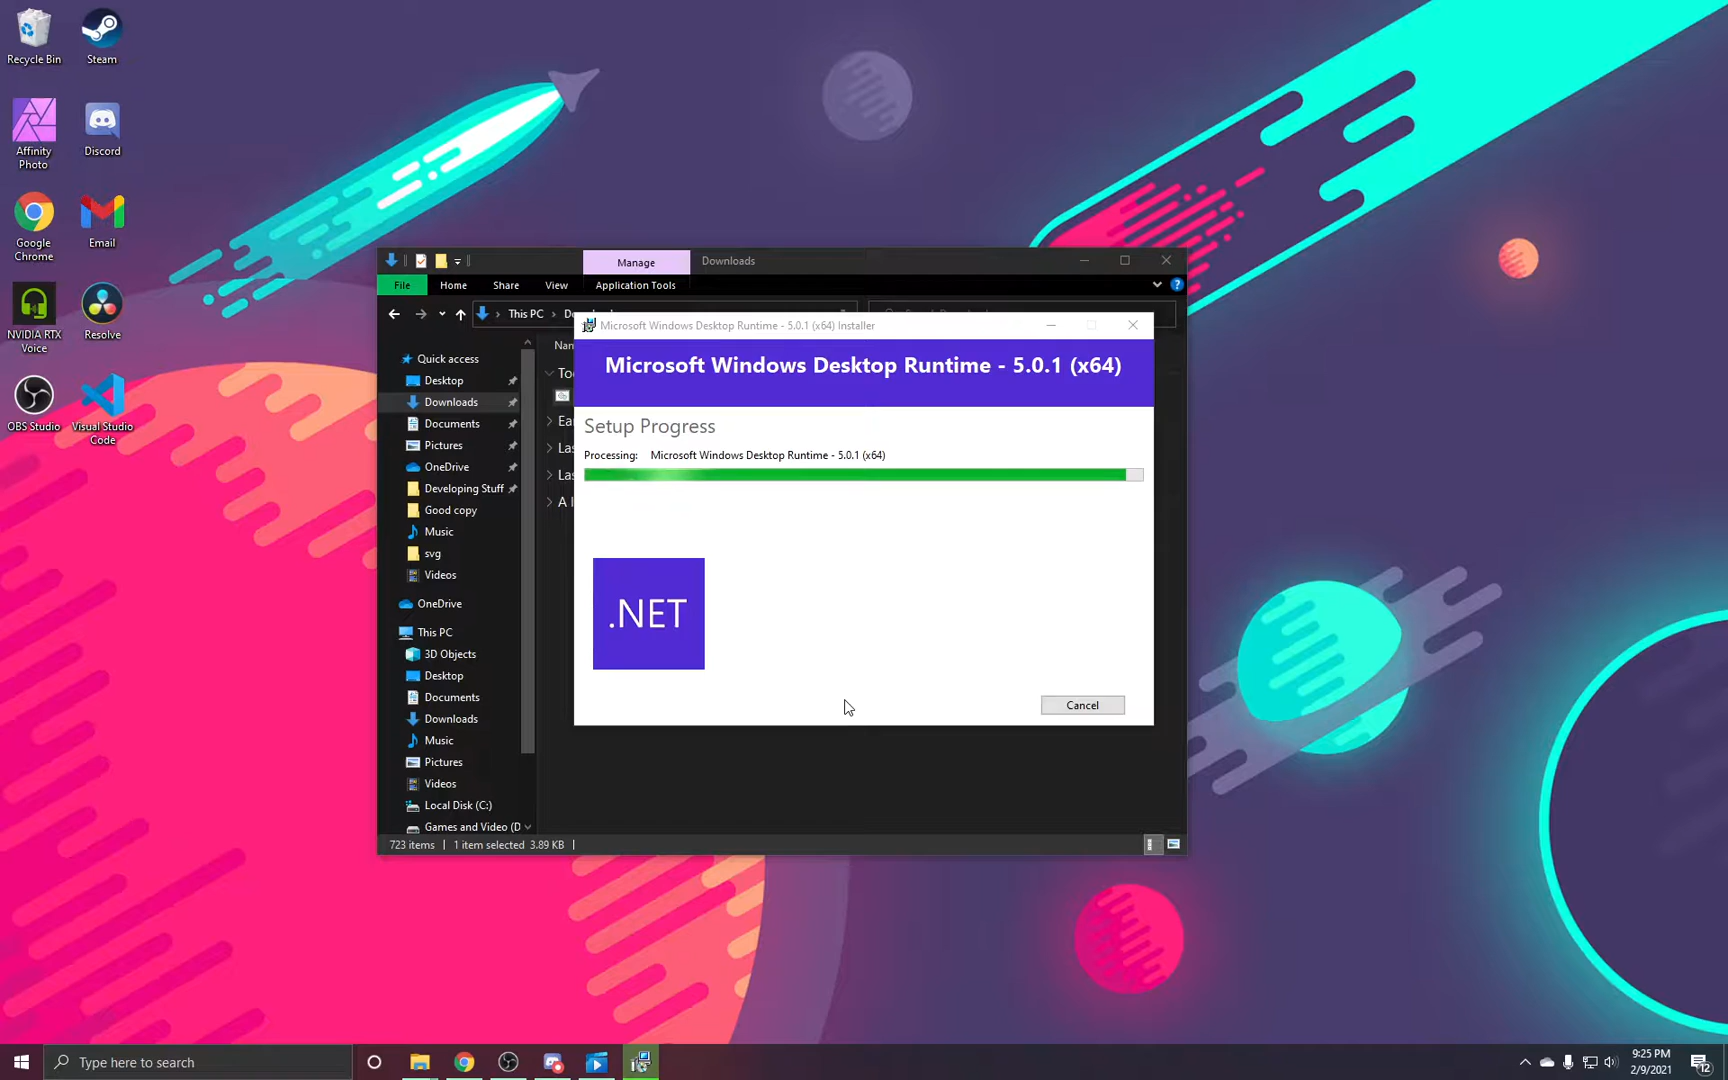 Recycle Bin
Steam
Affinity
Photo
Discord
Google
Chrome
Email
NVIDIA RTX
Voice
Resolve
OBS Studio
Visual Studio
Code
Manage
Downloads
File
Home
Share
View
Application Tools
This PC
Microsoft Windows Desktop Runtime - 5.0.1 (x64) Installer
Microsoft Windows Desktop Runtime - 5.0.1 (x64)
Setup Progress
Processing: Microsoft Windows Desktop Runtime - 5.0.1 (x64)
.NET
Cancel
Quick access
Desktop
Downloads
Documents
Pictures
OneDrive
Developing Stuff
Good copy
Music
svg
Videos
OneDrive
This PC
3D Objects
Desktop
Documents
Downloads
Music
Pictures
Videos
Local Disk (C:)
Games and Video (D
723 items
1 item selected 3.89 KB
Type here to search
9:25 PM
2/9/2021
12